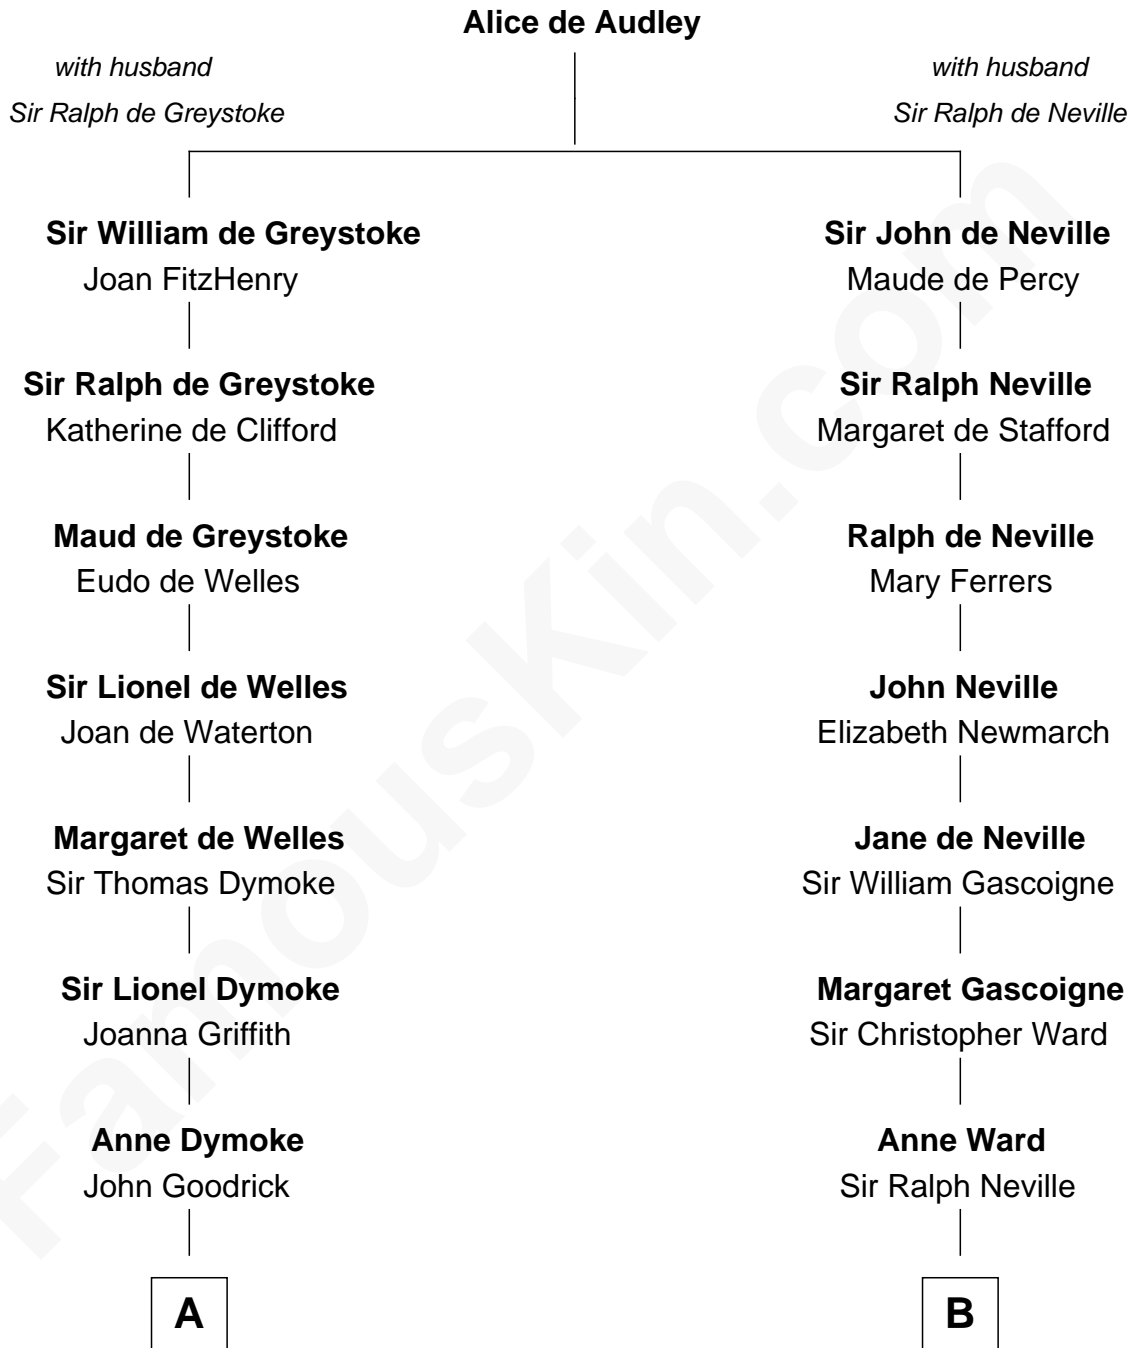 Alice de Audley
with husband
Sir Ralph de Greystoke
with husband
Sir Ralph de Neville
Sir William de Greystoke
Joan FitzHenry
Sir Ralph de Greystoke
Katherine de Clifford
Maud de Greystoke
Eudo de Welles
Sir Lionel de Welles
Joan de Waterton
Margaret de Welles
Sir Thomas Dymoke
Sir Lionel Dymoke
Joanna Griffith
Anne Dymoke
John Goodrick
A
Sir John de Neville
Maude de Percy
Sir Ralph Neville
Margaret de Stafford
Ralph de Neville
Mary Ferrers
John Neville
Elizabeth Newmarch
Jane de Neville
Sir William Gascoigne
Margaret Gascoigne
Sir Christopher Ward
Anne Ward
Sir Ralph Neville
B
FamousKin.com